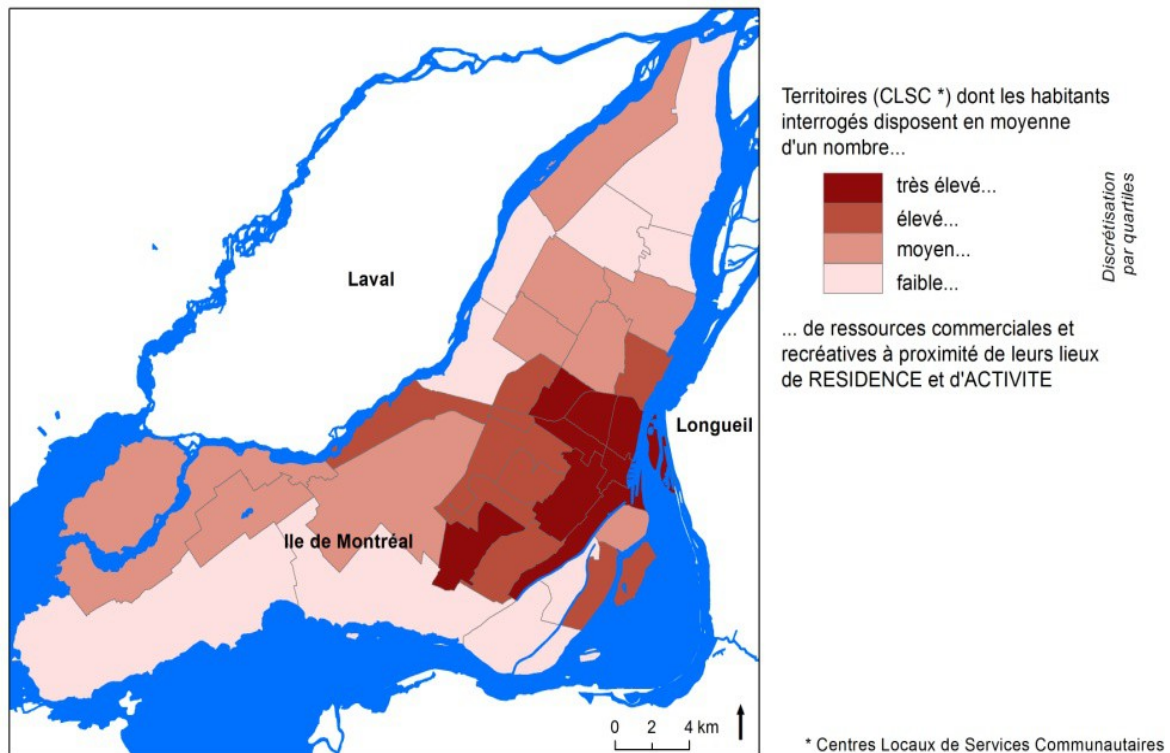 Territoires (CLSC *) dont les habitants
interrogés disposent en moyenne
d'un nombre...
très élevé...
élevé...
moyen...
faible...
Discrétisation
par quartiles
... de ressources commerciales et
recréatives à proximité de leurs lieux
de RESIDENCE et d'ACTIVITE
Laval
Longueil
Ile de Montréal
0 2 4 km
* Centres Locaux de Services Communautaires